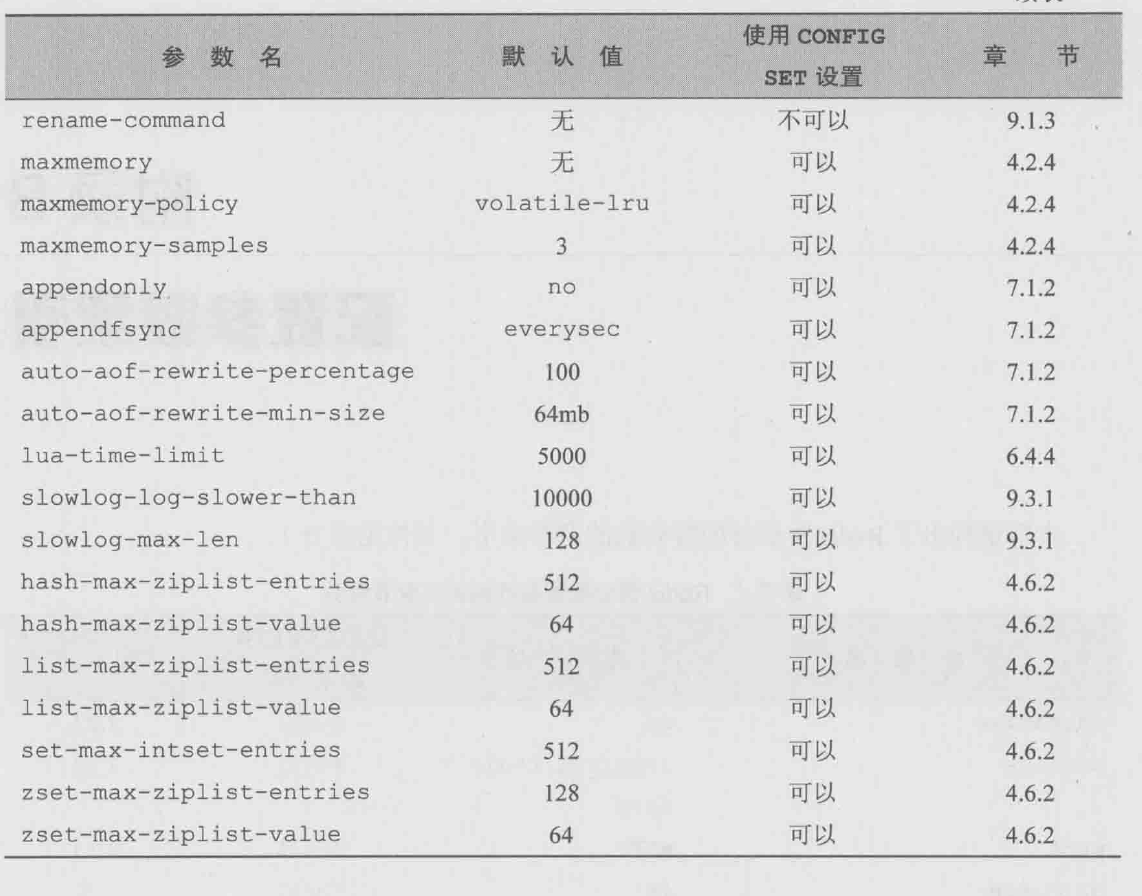 参 数 名 默 认 值 使用 CONFIG SET 设置 章 节
rename-command 无 不可以 9.1.3
maxmemory 无 可以 4.2.4
maxmemory-policy volatile-lru 可以 4.2.4
maxmemory-samples 3 可以 4.2.4
appendonly no 可以 7.1.2
appendfsync everysec 可以 7.1.2
auto-aof-rewrite-percentage 100 可以 7.1.2
auto-aof-rewrite-min-size 64mb 可以 7.1.2
lua-time-limit 5000 可以 6.4.4
slowlog-log-slower-than 10000 可以 9.3.1
slowlog-max-len 128 可以 9.3.1
hash-max-ziplist-entries 512 可以 4.6.2
hash-max-ziplist-value 64 可以 4.6.2
list-max-ziplist-entries 512 可以 4.6.2
list-max-ziplist-value 64 可以 4.6.2
set-max-intset-entries 512 可以 4.6.2
zset-max-ziplist-entries 128 可以 4.6.2
zset-max-ziplist-value 64 可以 4.6.2